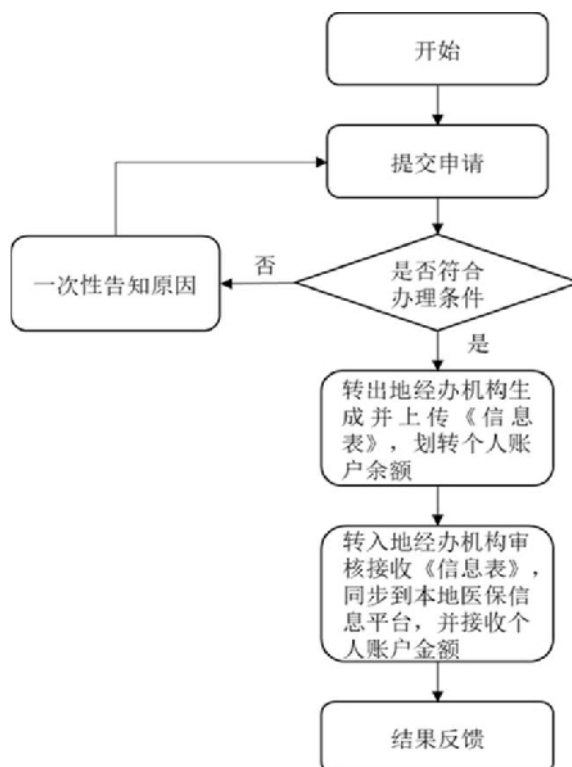 开始
提交申请
是否符合
办理条件
否
一次性告知原因
是
转出地经办机构生
成并上传《信息
表》，划转个人账
户余额
转入地经办机构审
核接收《信息表》，
同步到本地医保信
息平台，并接收个
人账户金额
结果反馈